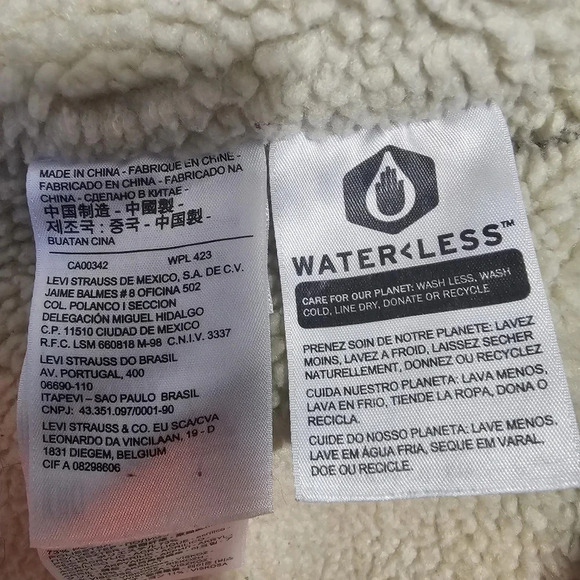 MADE IN CHINA - FABRIQUÉ EN CHINE -
FABRICADO EN CHINA - FABRICADO NA
CHINA - СДЕЛАНО В КИТАЕ -
中国制造 - 中國製 -
제조국 : 중국 - 中国製 -
BUATAN CINA
CA00342 WPL 423
LEVI STRAUSS DE MEXICO, S.A. DE C.V.
JAIME BALMES # 8 OFICINA 502
COL. POLANCO I SECCION
DELEGACIÓN MIGUEL HIDALGO
C.P. 11510 CIUDAD DE MEXICO
R.F.C. LSM 660818 M-98 C.N.I.V. 3337
LEVI STRAUSS DO BRASIL
AV. PORTUGAL, 400
06690-110
ITAPEVI – SAO PAULO BRASIL
CNPJ: 43.351.097/0001-90
LEVI STRAUSS & CO. EU SCA/CVA
LEONARDO DA VINCILAAN, 19 - D
1831 DIEGEM, BELGIUM
CIF A 08298606
WATER<LESS™
CARE FOR OUR PLANET: WASH LESS, WASH
COLD, LINE DRY, DONATE OR RECYCLE
PRENEZ SOIN DE NOTRE PLANETE: LAVEZ
MOINS, LAVEZ A FROID, LAISSEZ SECHER
NATURELLEMENT, DONNEZ OU RECYCLEZ
CUIDA NUESTRO PLANETA: LAVA MENOS,
LAVA EN FRIO, TIENDE LA ROPA, DONA O
RECICLA.
CUIDE DO NOSSO PLANETA: LAVE MENOS,
LAVE EM ÁGUA FRIA, SEQUE EM VARAL,
DOE OU RECICLE.